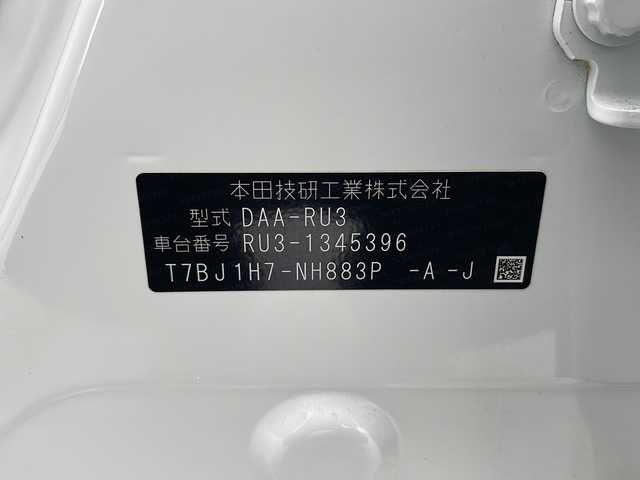 本田技研工業株式会社
型式 DAA-RU3
車台番号 RU3-1345396
T7BJ1H7-NH883P -A -J